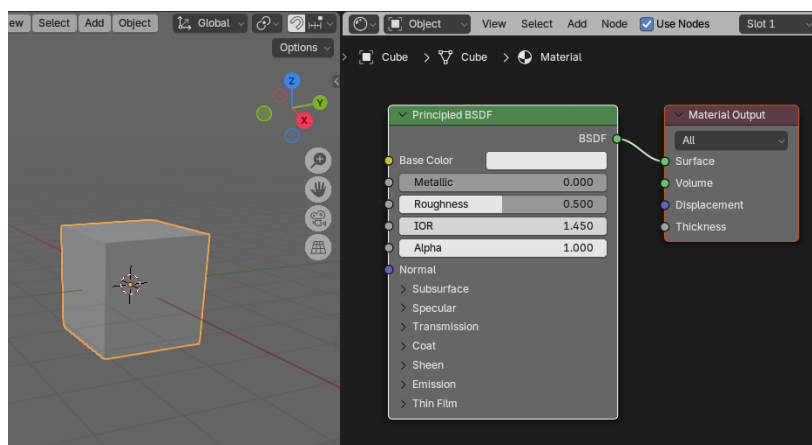 ew Select Add Object Global
Options
Z
Y
X
Object View Select Add Node Use Nodes Slot 1
Cube Cube Material
Principled BSDF
BSDF
Base Color
Metallic 0.000
Roughness 0.500
IOR 1.450
Alpha 1.000
Normal
Subsurface
Specular
Transmission
Coat
Sheen
Emission
Thin Film
Material Output
All
Surface
Volume
Displacement
Thickness